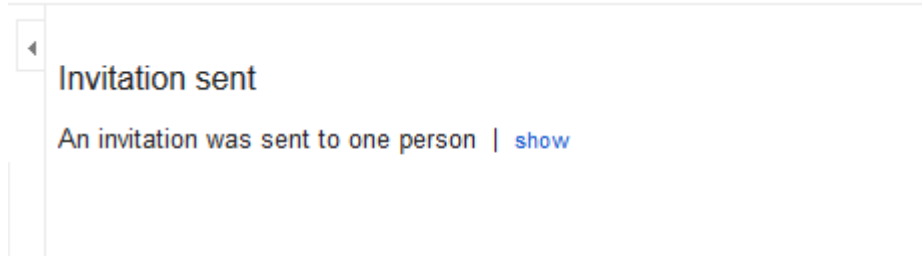 Invitation sent
An invitation was sent to one person | show